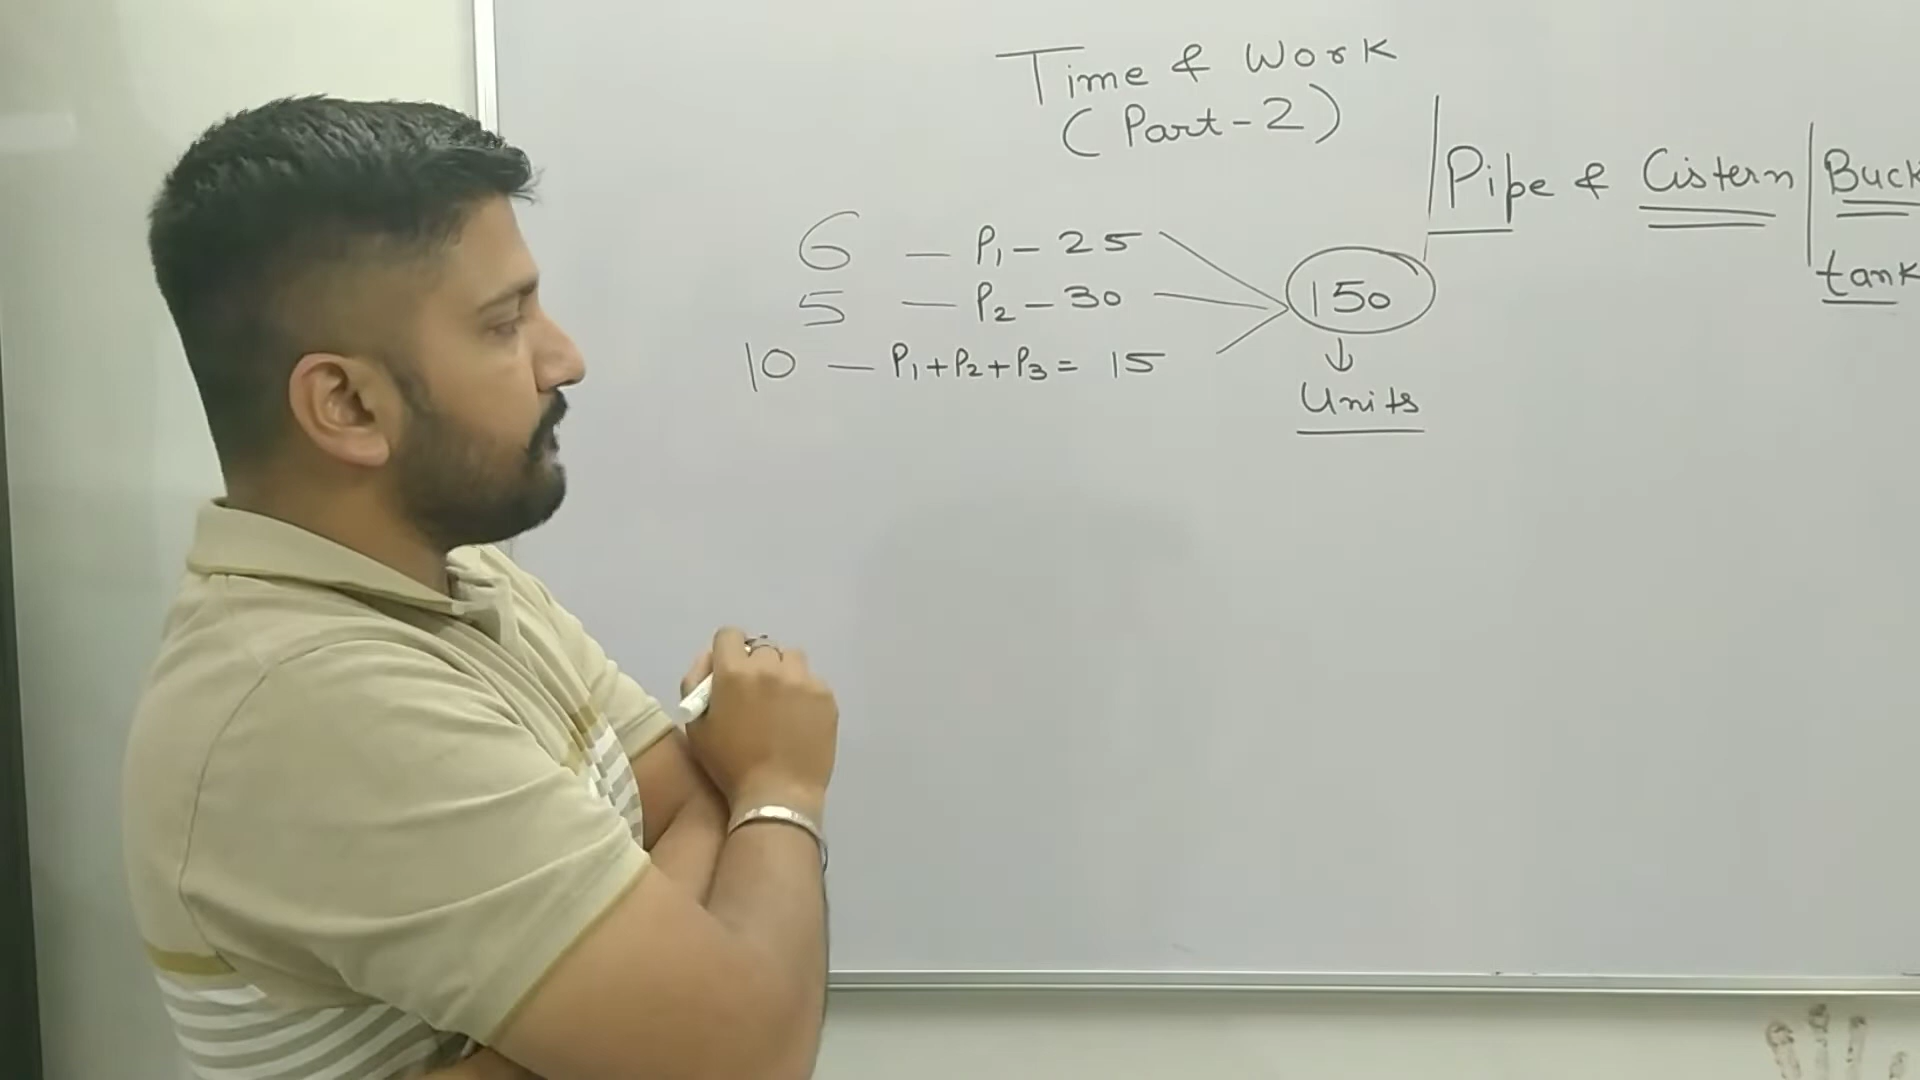 Time & Work
(Part-2)
Pipe & Cistern
tank
6 — P₁ – 25
5 — P₂ – 30
10 — P₁+P₂+P₃ = 15
150
Units